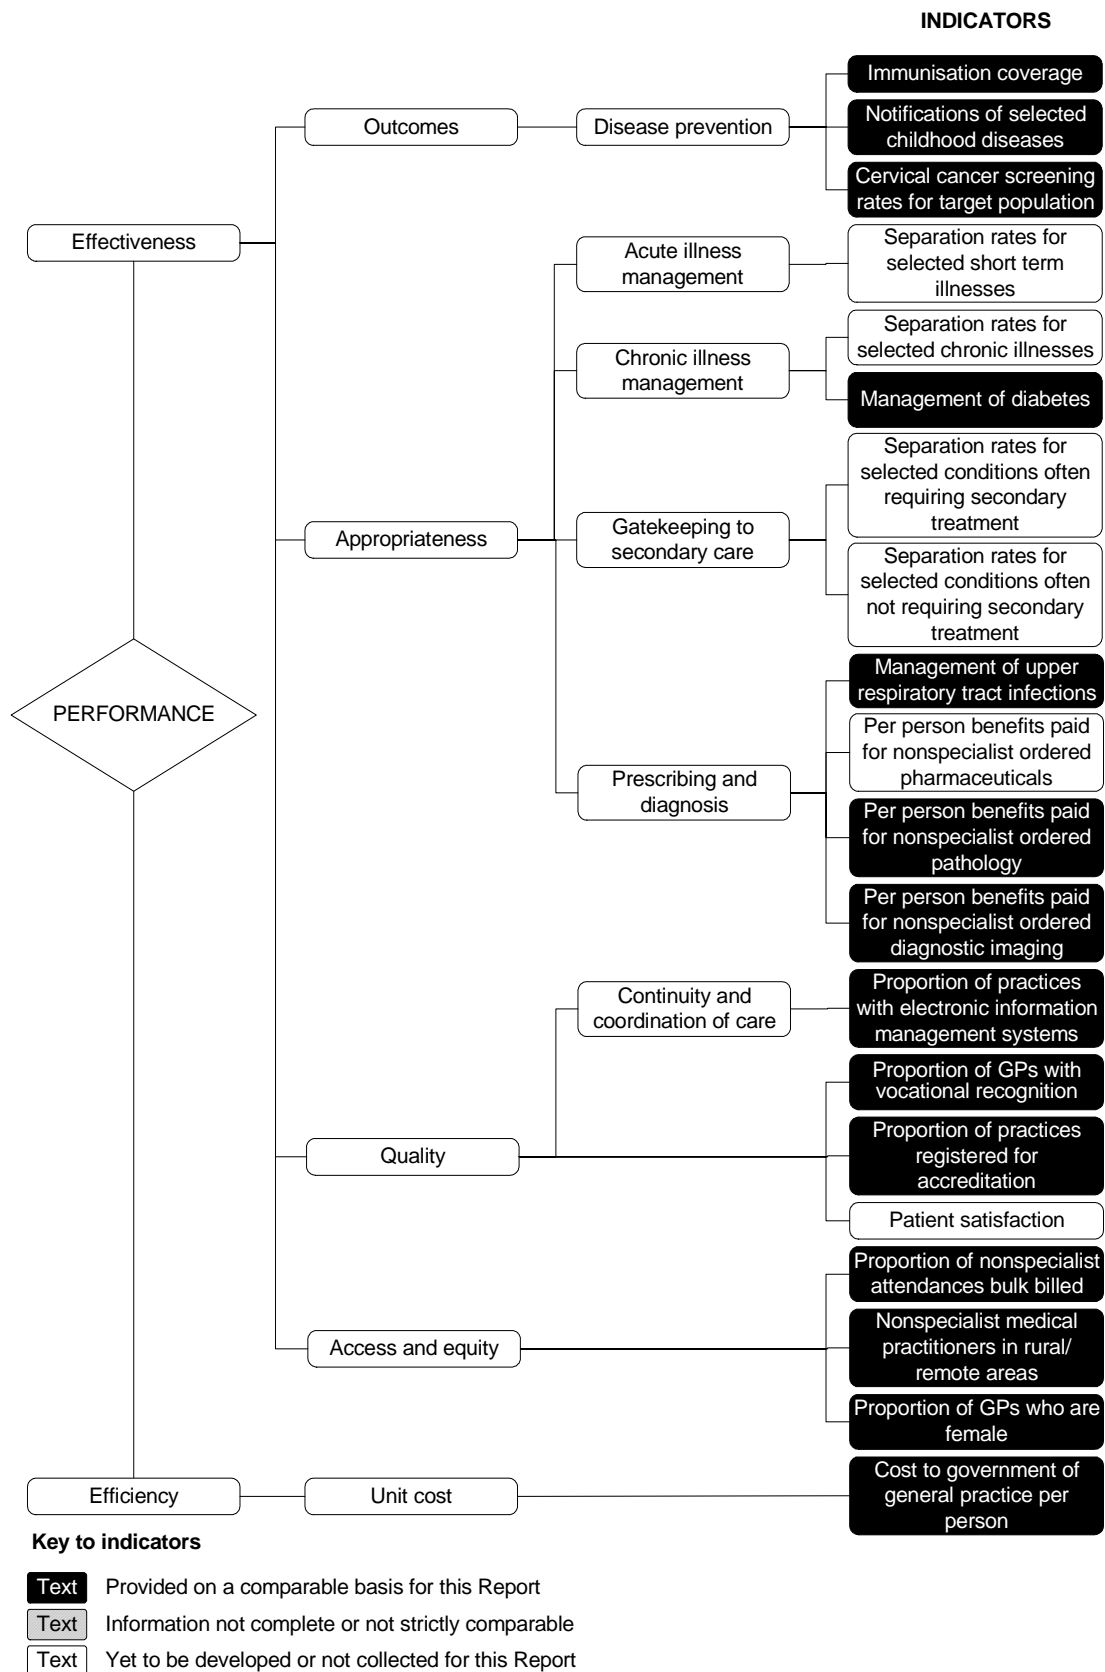 INDICATORS
Immunisation coverage
Outcomes
Disease prevention
Notifications of selected
childhood diseases
Cervical cancer screening
rates for target population
Effectiveness
Acute illness
management
Separation rates for
selected short term
illnesses
Chronic illness
management
Separation rates for
selected chronic illnesses
Management of diabetes
Appropriateness
Gatekeeping to
secondary care
Separation rates for
selected conditions often
requiring secondary
treatment
Separation rates for
selected conditions often
not requiring secondary
treatment
PERFORMANCE
Prescribing and
diagnosis
Management of upper
respiratory tract infections
Per person benefits paid
for nonspecialist ordered
pharmaceuticals
Per person benefits paid
for nonspecialist ordered
pathology
Per person benefits paid
for nonspecialist ordered
diagnostic imaging
Continuity and
coordination of care
Proportion of practices
with electronic information
management systems
Quality
Proportion of GPs with
vocational recognition
Proportion of practices
registered for
accreditation
Patient satisfaction
Access and equity
Proportion of nonspecialist
attendances bulk billed
Nonspecialist medical
practitioners in rural/
remote areas
Proportion of GPs who are
female
Efficiency
Unit cost
Cost to government of
general practice per
person
Key to indicators
Text Provided on a comparable basis for this Report
Text Information not complete or not strictly comparable
Text Yet to be developed or not collected for this Report